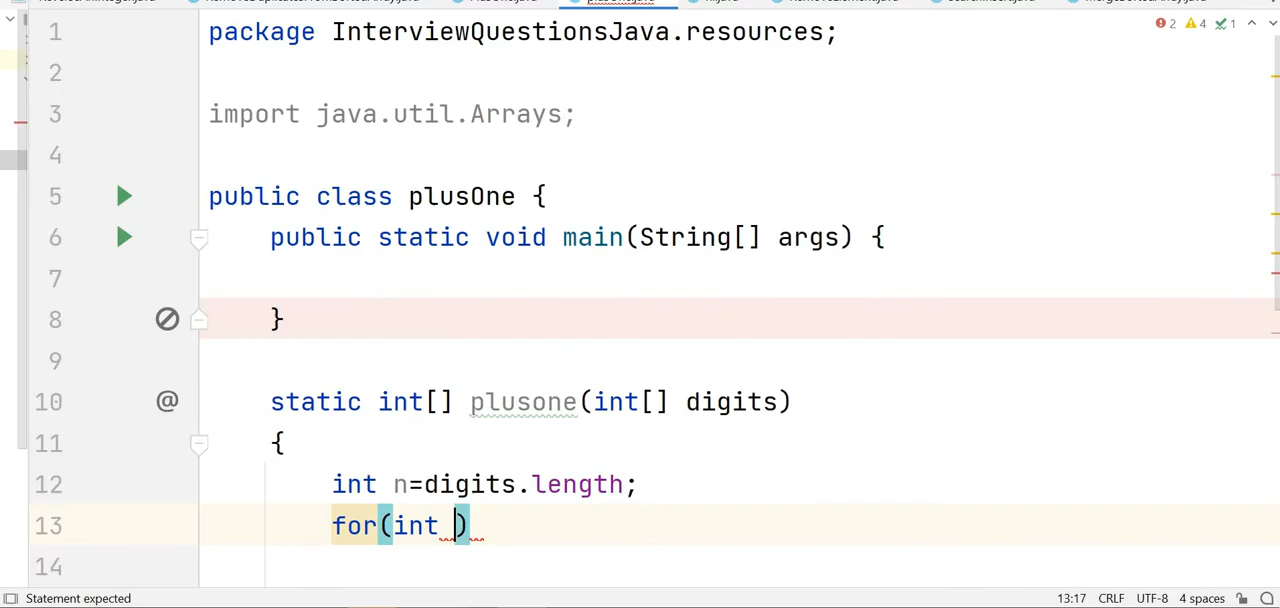 1 package InterviewQuestionsJava.resources; 2 4 1
2
3 import java.util.Arrays;
4
5 public class plusOne {
6 public static void main(String[] args) {
7
8 }
9
10 @ static int[] plusone(int[] digits)
11 {
12 int n=digits.length;
13 for(int )
14
Statement expected 13:17 CRLF UTF-8 4 spaces